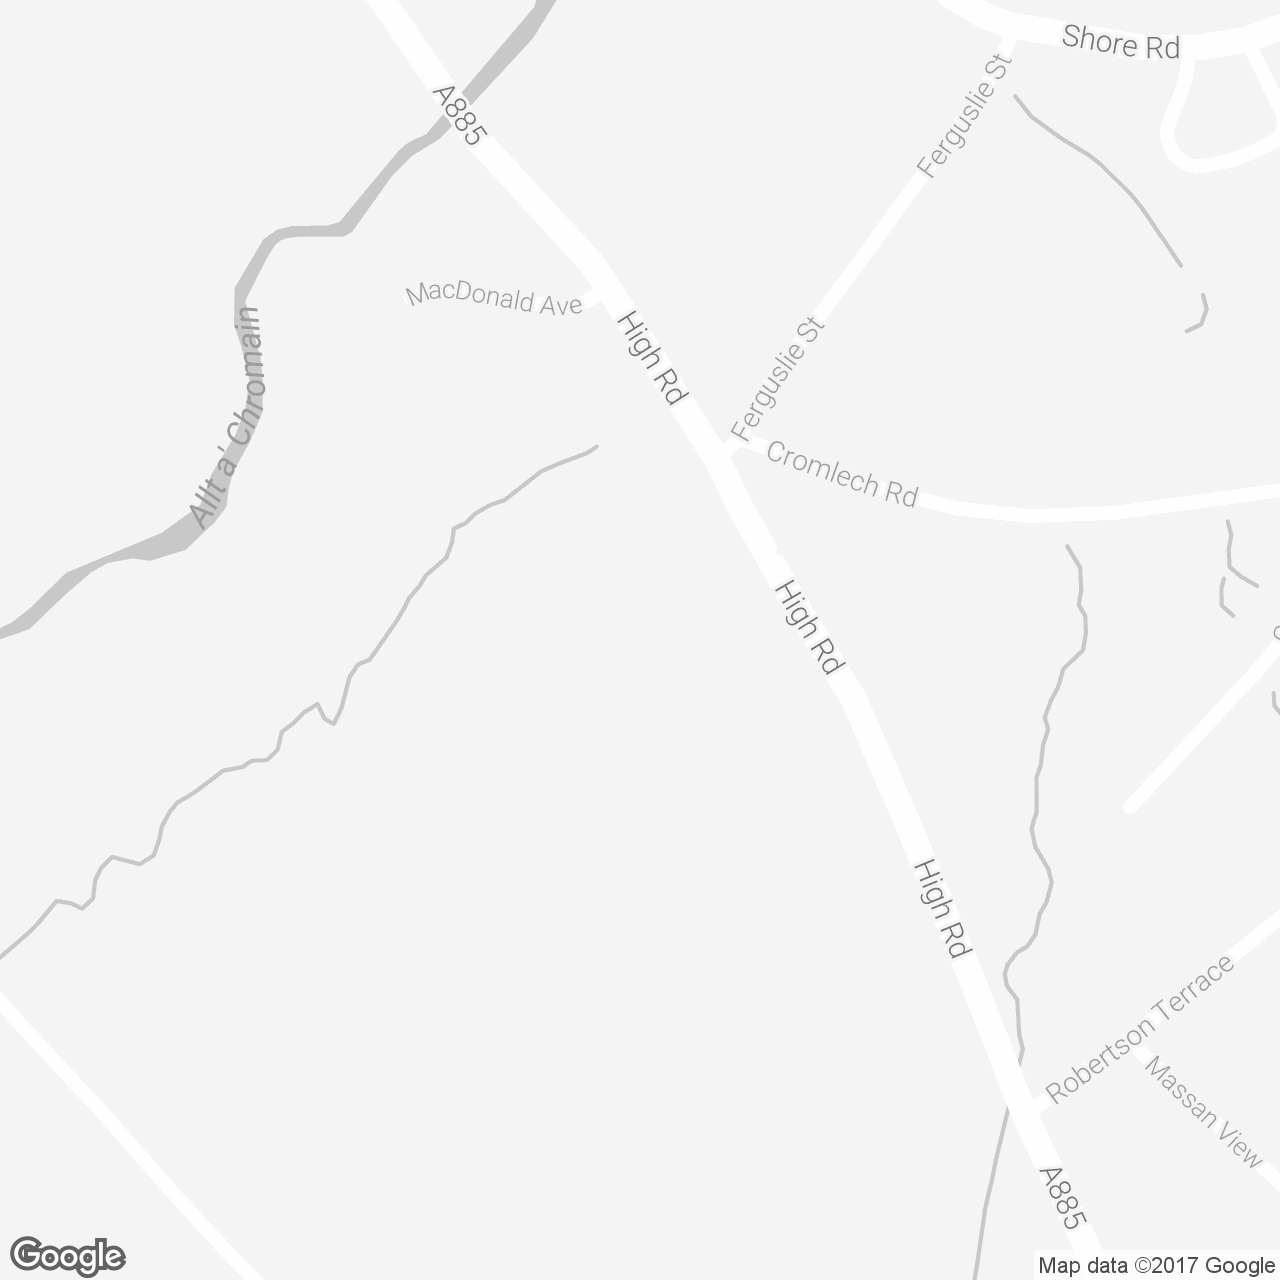 Shore Rd
A885
Ferguslie St
MacDonald Ave
High Rd
Allt a' Chromain
Ferguslie St
Cromlech Rd
High Rd
High Rd
Robertson Terrace
Massan View
A885
Google
Map data ©2017 Google